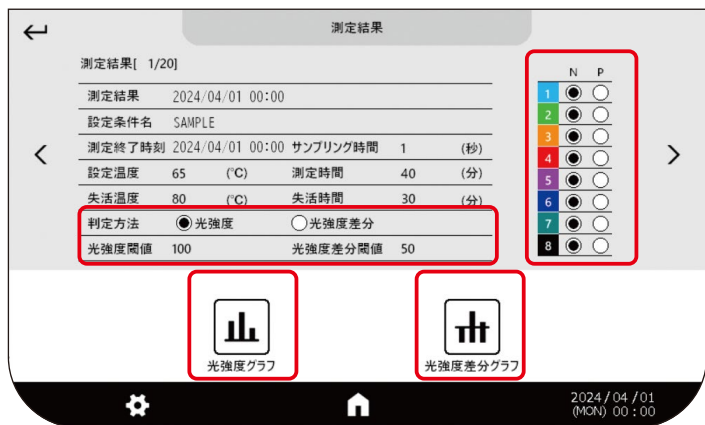 測定結果
測定結果[ 1/20]
測定結果 2024/04/01 00:00
設定条件名 SAMPLE
測定終了時刻 2024/04/01 00:00 サンプリング時間 1 (秒)
設定温度 65 (℃) 測定時間 40 (分)
失活温度 80 (℃) 失活時間 30 (分)
判定方法 光強度 光強度差分
光強度閾値 100 光強度差分閾値 50
N P
1
2
3
4
5
6
7
8
光強度グラフ 光強度差分グラフ
2024/04/01
(MON) 00:00